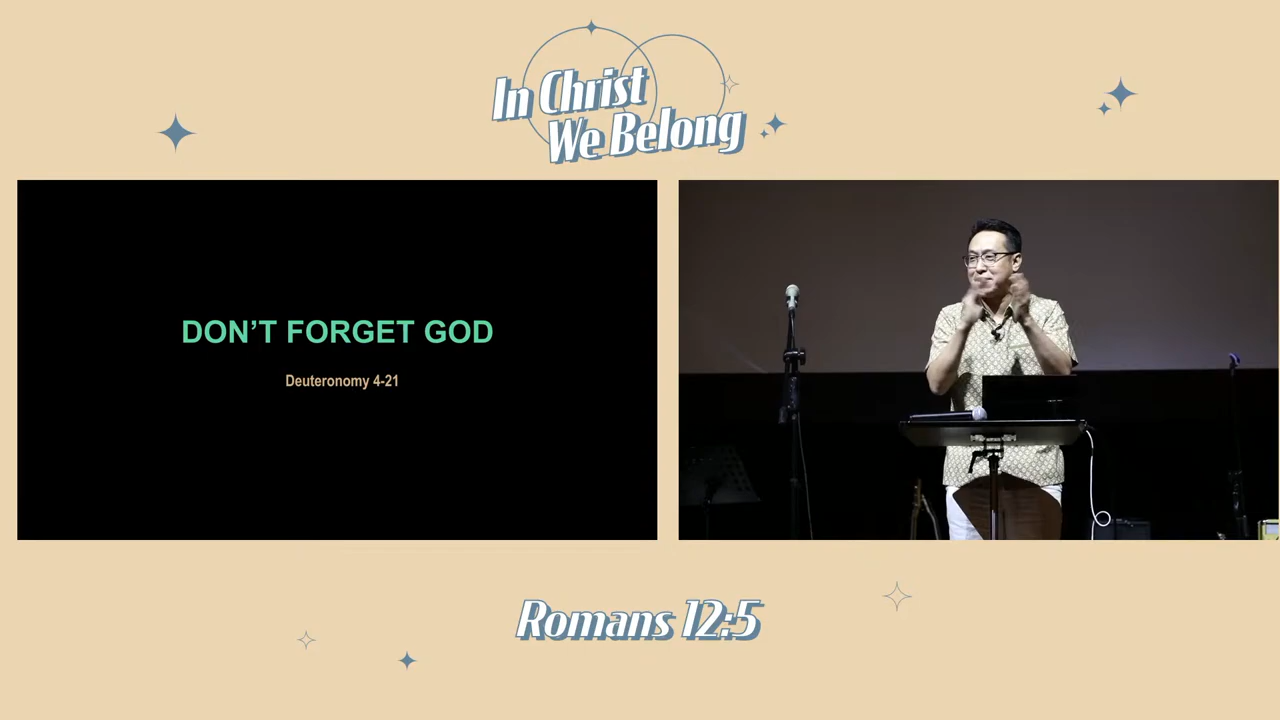 In Christ
We Belong
DON'T FORGET GOD
Deuteronomy 4-21
Romans 12:5